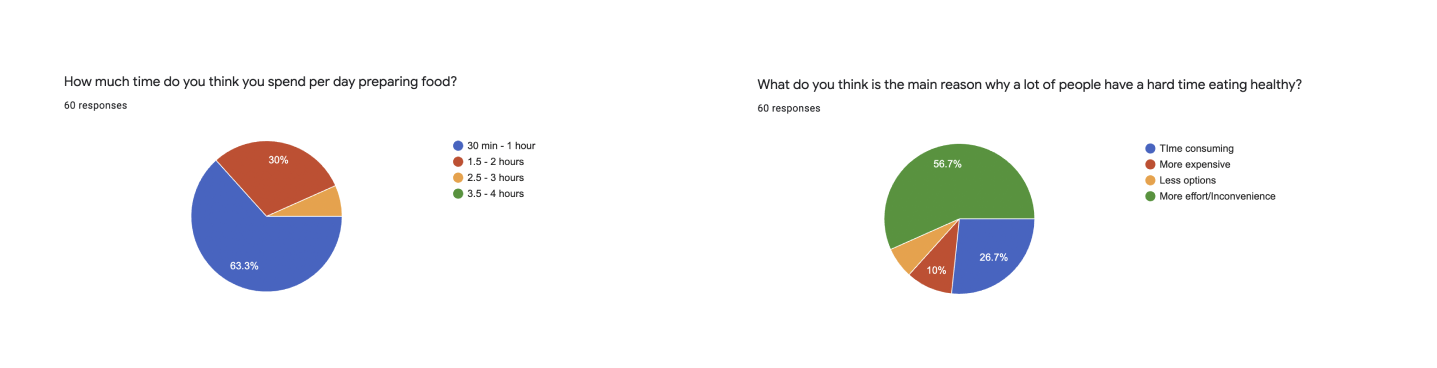 How much time do you think you spend per day preparing food?
60 responses
30%
63.3%
30 min - 1 hour
1.5 - 2 hours
2.5 - 3 hours
3.5 - 4 hours
What do you think is the main reason why a lot of people have a hard time eating healthy?
60 responses
56.7%
26.7%
10%
TIme consuming
More expensive
Less options
More effort/Inconvenience